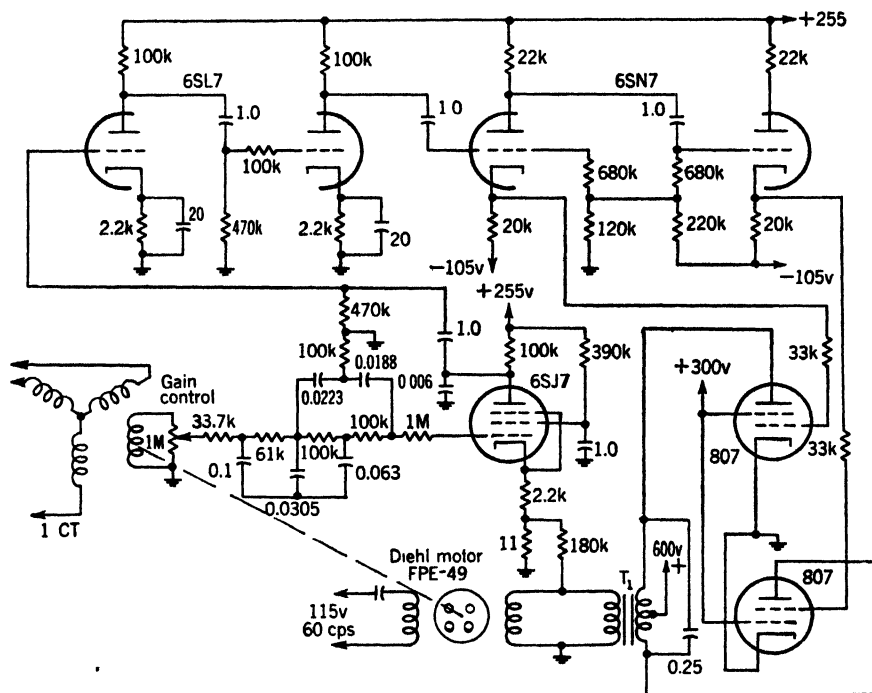 +255
100k
6SL7
100k
22k
6SN7
22k
1.0
1 0
1.0
100k
680k
680k
2.2k
20
470k
2.2k
20
20k
120k
220k
20k
−105v
−105v
+255v
470k
1.0
100k
390k
33k
100k
0.0188
0 006
6SJ7
+300v
Gain
control
0.0223
33.7k
1M
61k
100k
100k
1M
33k
0.1
0.063
1.0
807
0.0305
2.2k
1 CT
11
180k
600v
+
Diehl motor
FPE-49
T1
807
115v
60 cps
0.25